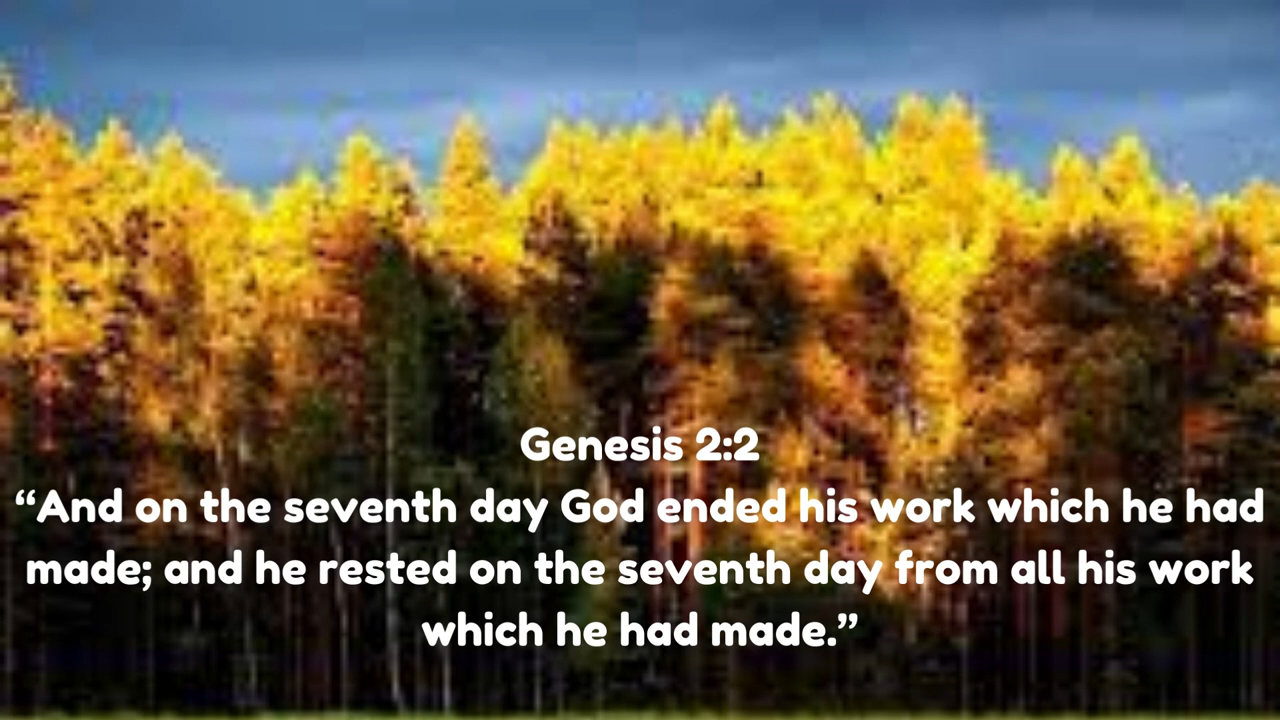 Genesis 2:2
“And on the seventh day God ended his work which he had
made; and he rested on the seventh day from all his work
which he had made.”